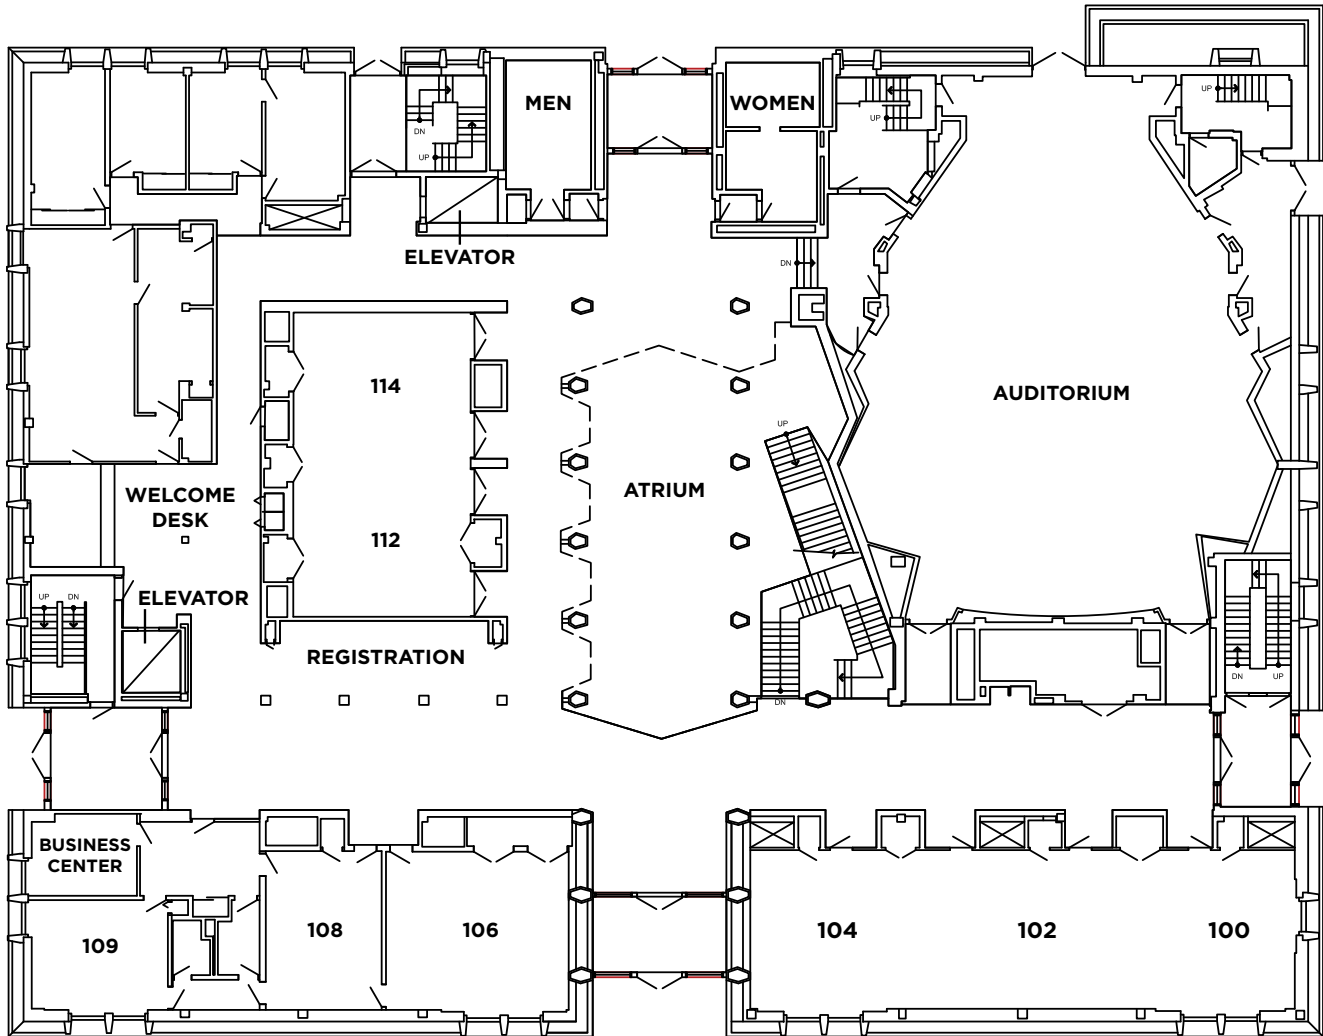 MEN
WOMEN
UP
UP
DN
UP
ELEVATOR
DN
114
AUDITORIUM
UP
WELCOME
DESK
ATRIUM
112
UP
DN
ELEVATOR
REGISTRATION
DN
UP
DN
BUSINESS
CENTER
109
108
106
104
102
100